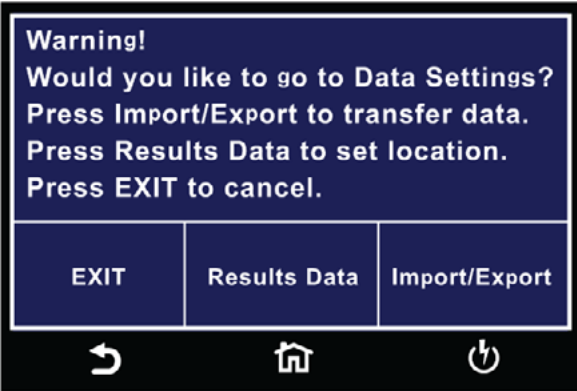 Warning!
Would you like to go to Data Settings?
Press Import/Export to transfer data.
Press Results Data to set location.
Press EXIT to cancel.
EXIT
Results Data
Import/Export